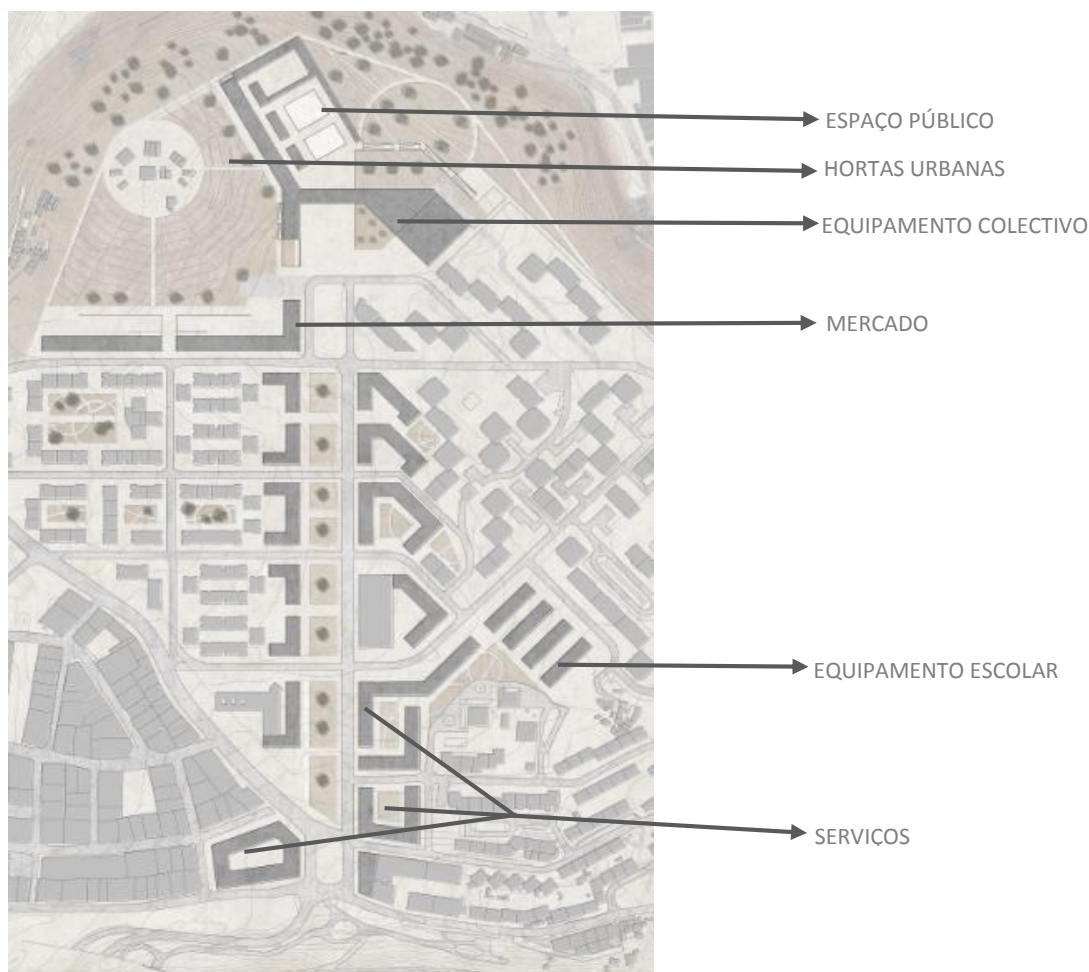 ESPAÇO PÚBLICO
HORTAS URBANAS
EQUIPAMENTO COLECTIVO
MERCADO
EQUIPAMENTO ESCOLAR
SERVIÇOS